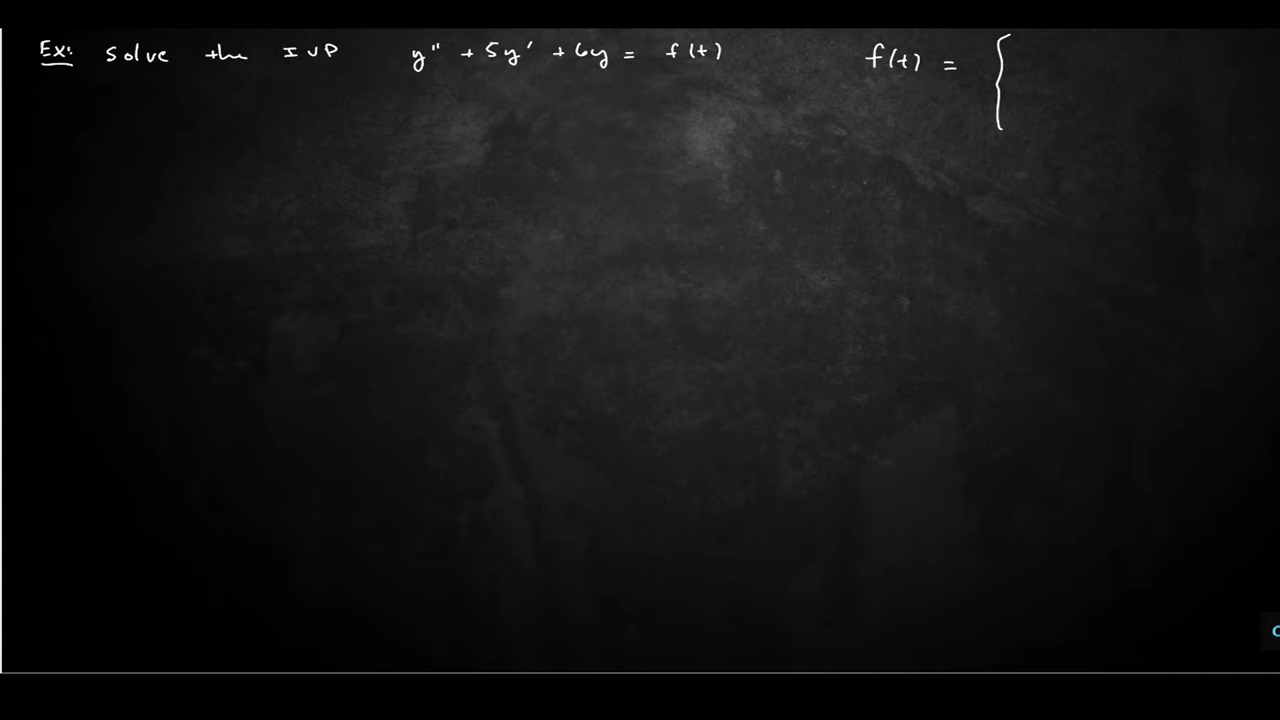 Ex: Solve the IVP y'' + 5y' + 6y = f(t) f(t) = {